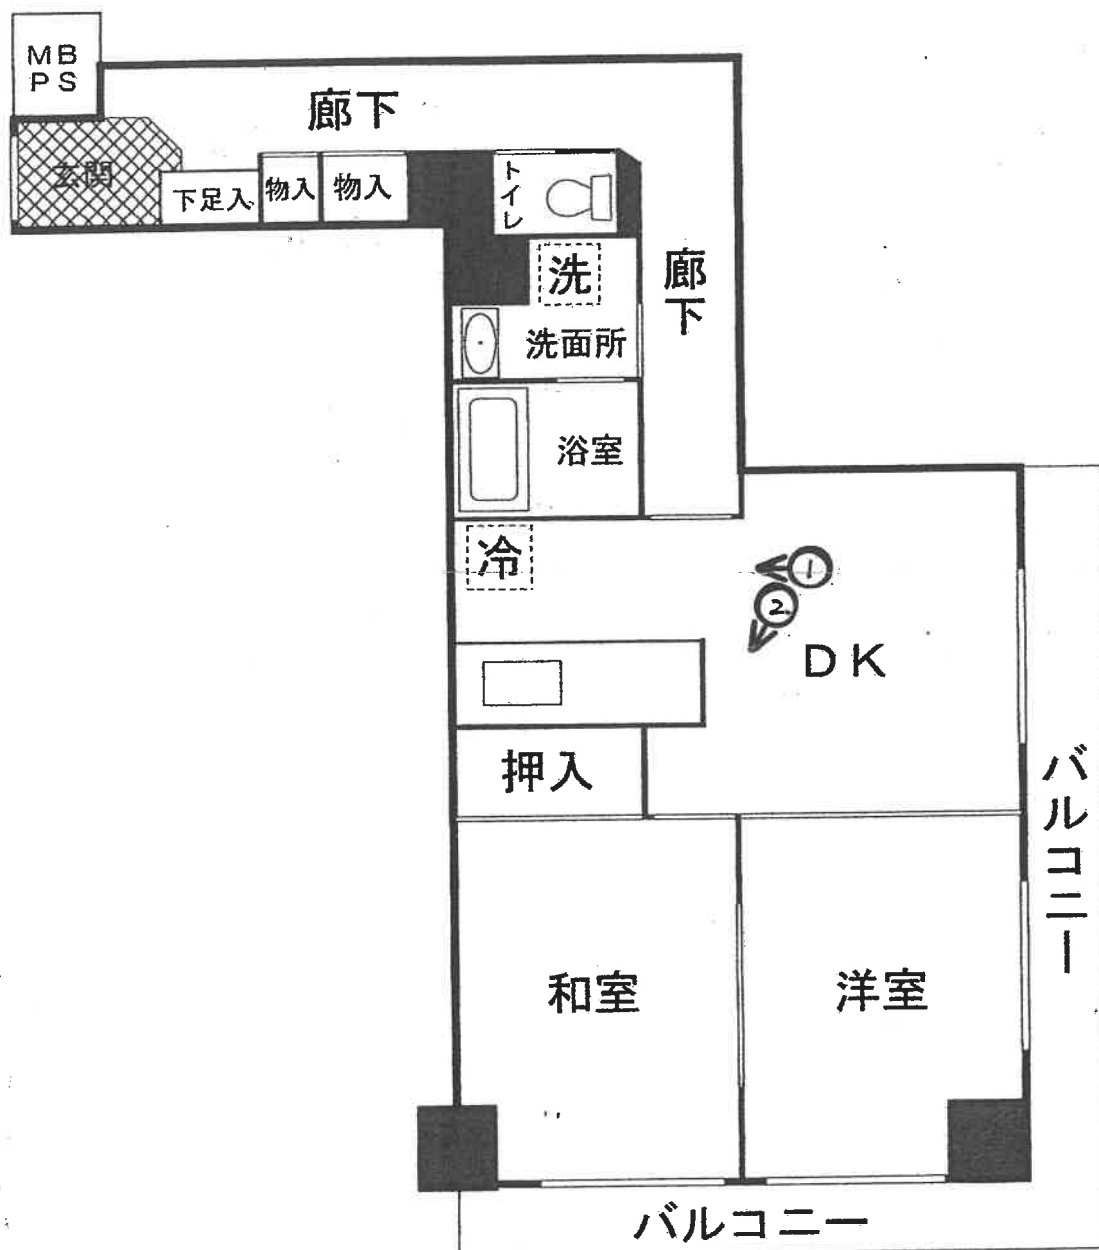 MB
PS
廊下
玄関
下足入
物入
物入
トイレ
洗
廊下
洗面所
浴室
冷
①
②
DK
押入
バルコニー
和室
洋室
バルコニー